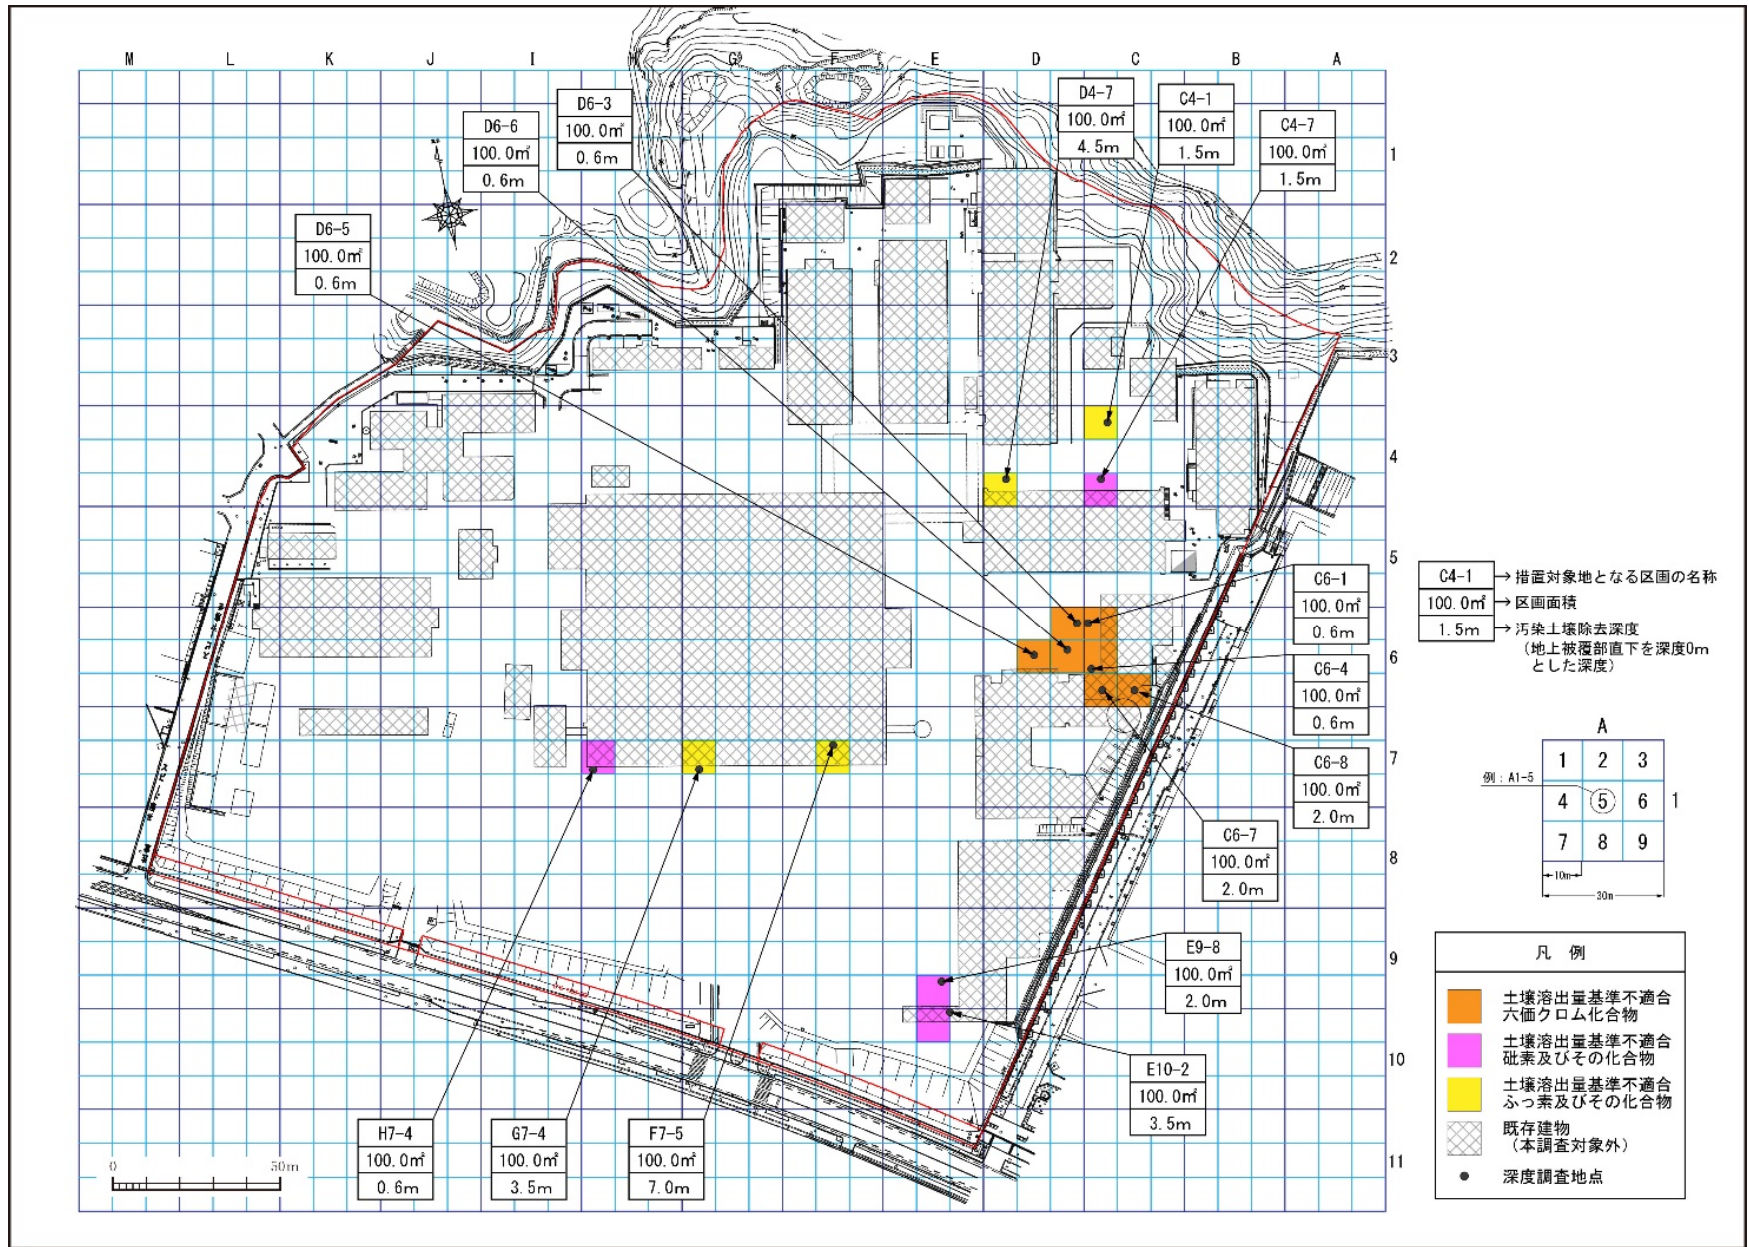 M L K J I H G F E D C B A
D6-3
100.0㎡
0.6m
D4-7
100.0㎡
4.5m
C4-1
100.0㎡
1.5m
D6-6
100.0㎡
0.6m
C4-7
100.0㎡
1.5m
D6-5
100.0㎡
0.6m
1
2
3
4
5
6
7
8
9
10
11
C6-1
100.0㎡
0.6m
C6-4
100.0㎡
0.6m
C6-8
100.0㎡
2.0m
C6-7
100.0㎡
2.0m
E9-8
100.0㎡
2.0m
E10-2
100.0㎡
3.5m
H7-4
100.0㎡
0.6m
G7-4
100.0㎡
3.5m
F7-5
100.0㎡
7.0m
0 50m
C4-1 措置対象地となる区画の名称
100.0㎡ 区画面積
1.5m 汚染土壌除去深度
(地上被覆部直下を深度0m
とした深度)
A
例:A1-5
1 2 3
4 5 6 1
7 8 9
10m
30m
凡 例
土壌溶出量基準不適合
六価クロム化合物
土壌溶出量基準不適合
砒素及びその化合物
土壌溶出量基準不適合
ふっ素及びその化合物
既存建物
(本調査対象外)
深度調査地点